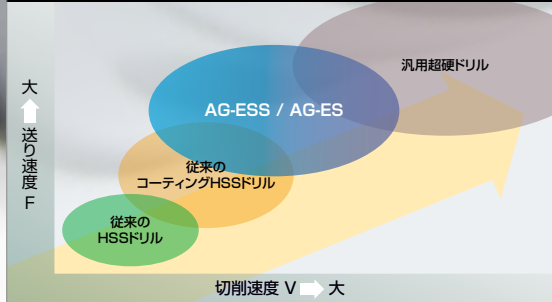 汎用超硬ドリル
AG-ESS / AG-ES
従来の
コーティングHSSドリル
従来の
HSSドリル
大
送り速度 F
切削速度 V 大